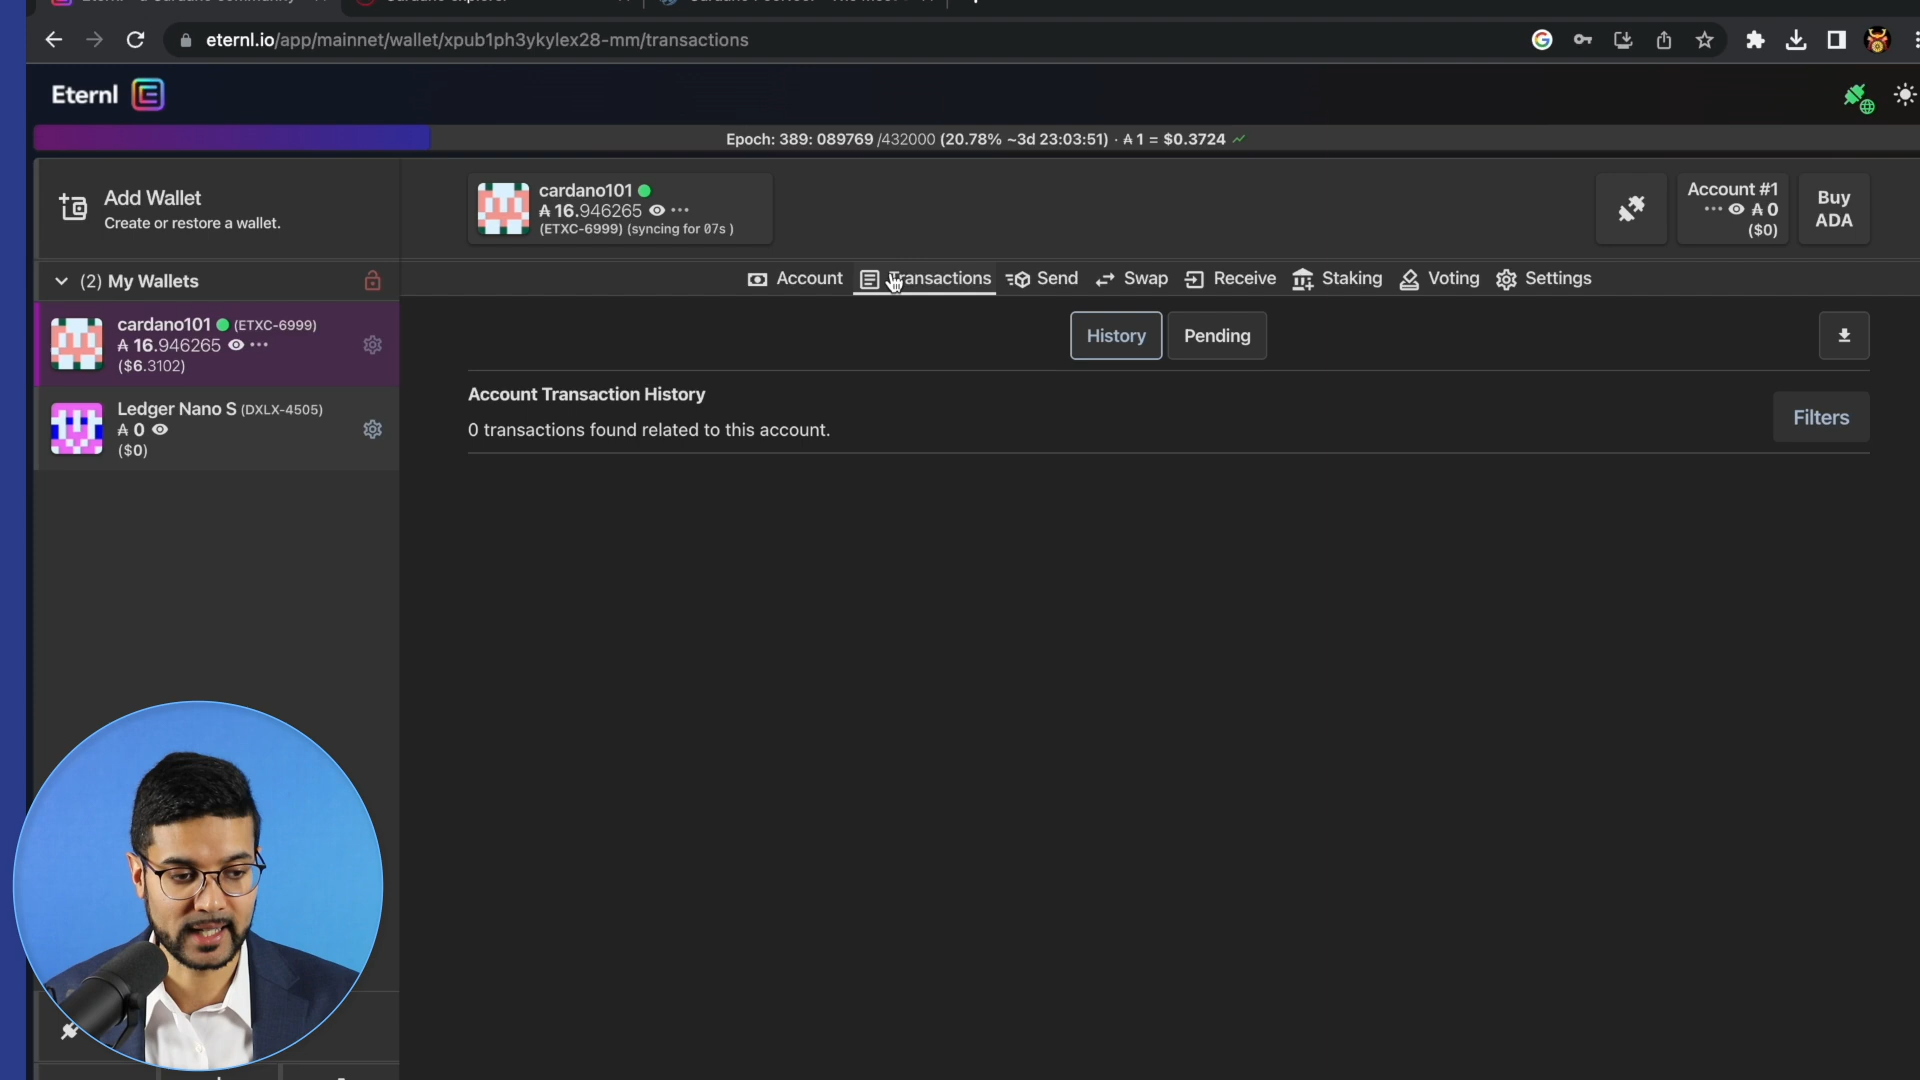 eternl.io/app/mainnet/wallet/xpub1ph3ykylex28-mm/transactions
Eternl
Epoch: 389: 089769 /432000 (20.78% ~3d 23:03:51) · ₳ 1 = $0.3724
Add Wallet
Create or restore a wallet.
cardano101
₳ 16.946265
(ETXC-6999) (syncing for 07s )
Account #1
₳ 0
($0)
Buy
ADA
(2) My Wallets
Account
Transactions
Send
Swap
Receive
Staking
Voting
Settings
cardano101 (ETXC-6999)
₳ 16.946265
($6.3102)
Ledger Nano S (DXLX-4505)
₳ 0
($0)
History
Pending
Account Transaction History
0 transactions found related to this account.
Filters